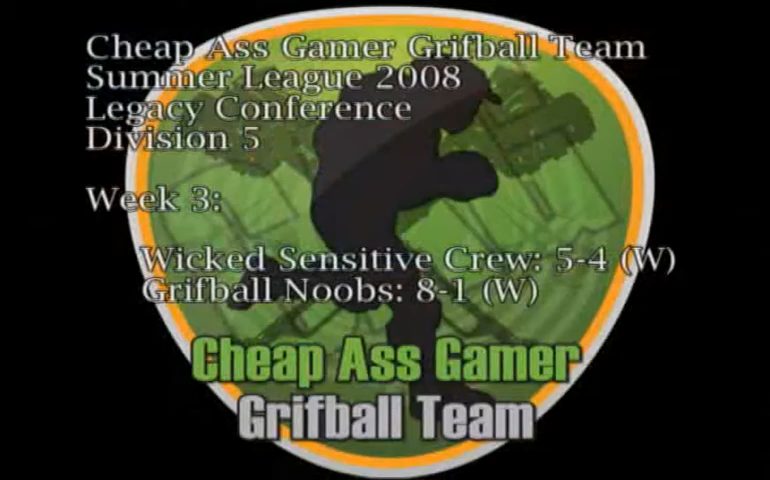 Cheap Ass Gamer Grifball Team
Summer League 2008
Legacy Conference
Division 5
Week 3:
Wicked Sensitive Crew: 5-4 (W)
Grifball Noobs: 8-1 (W)
Cheap Ass Gamer
Grifball Team